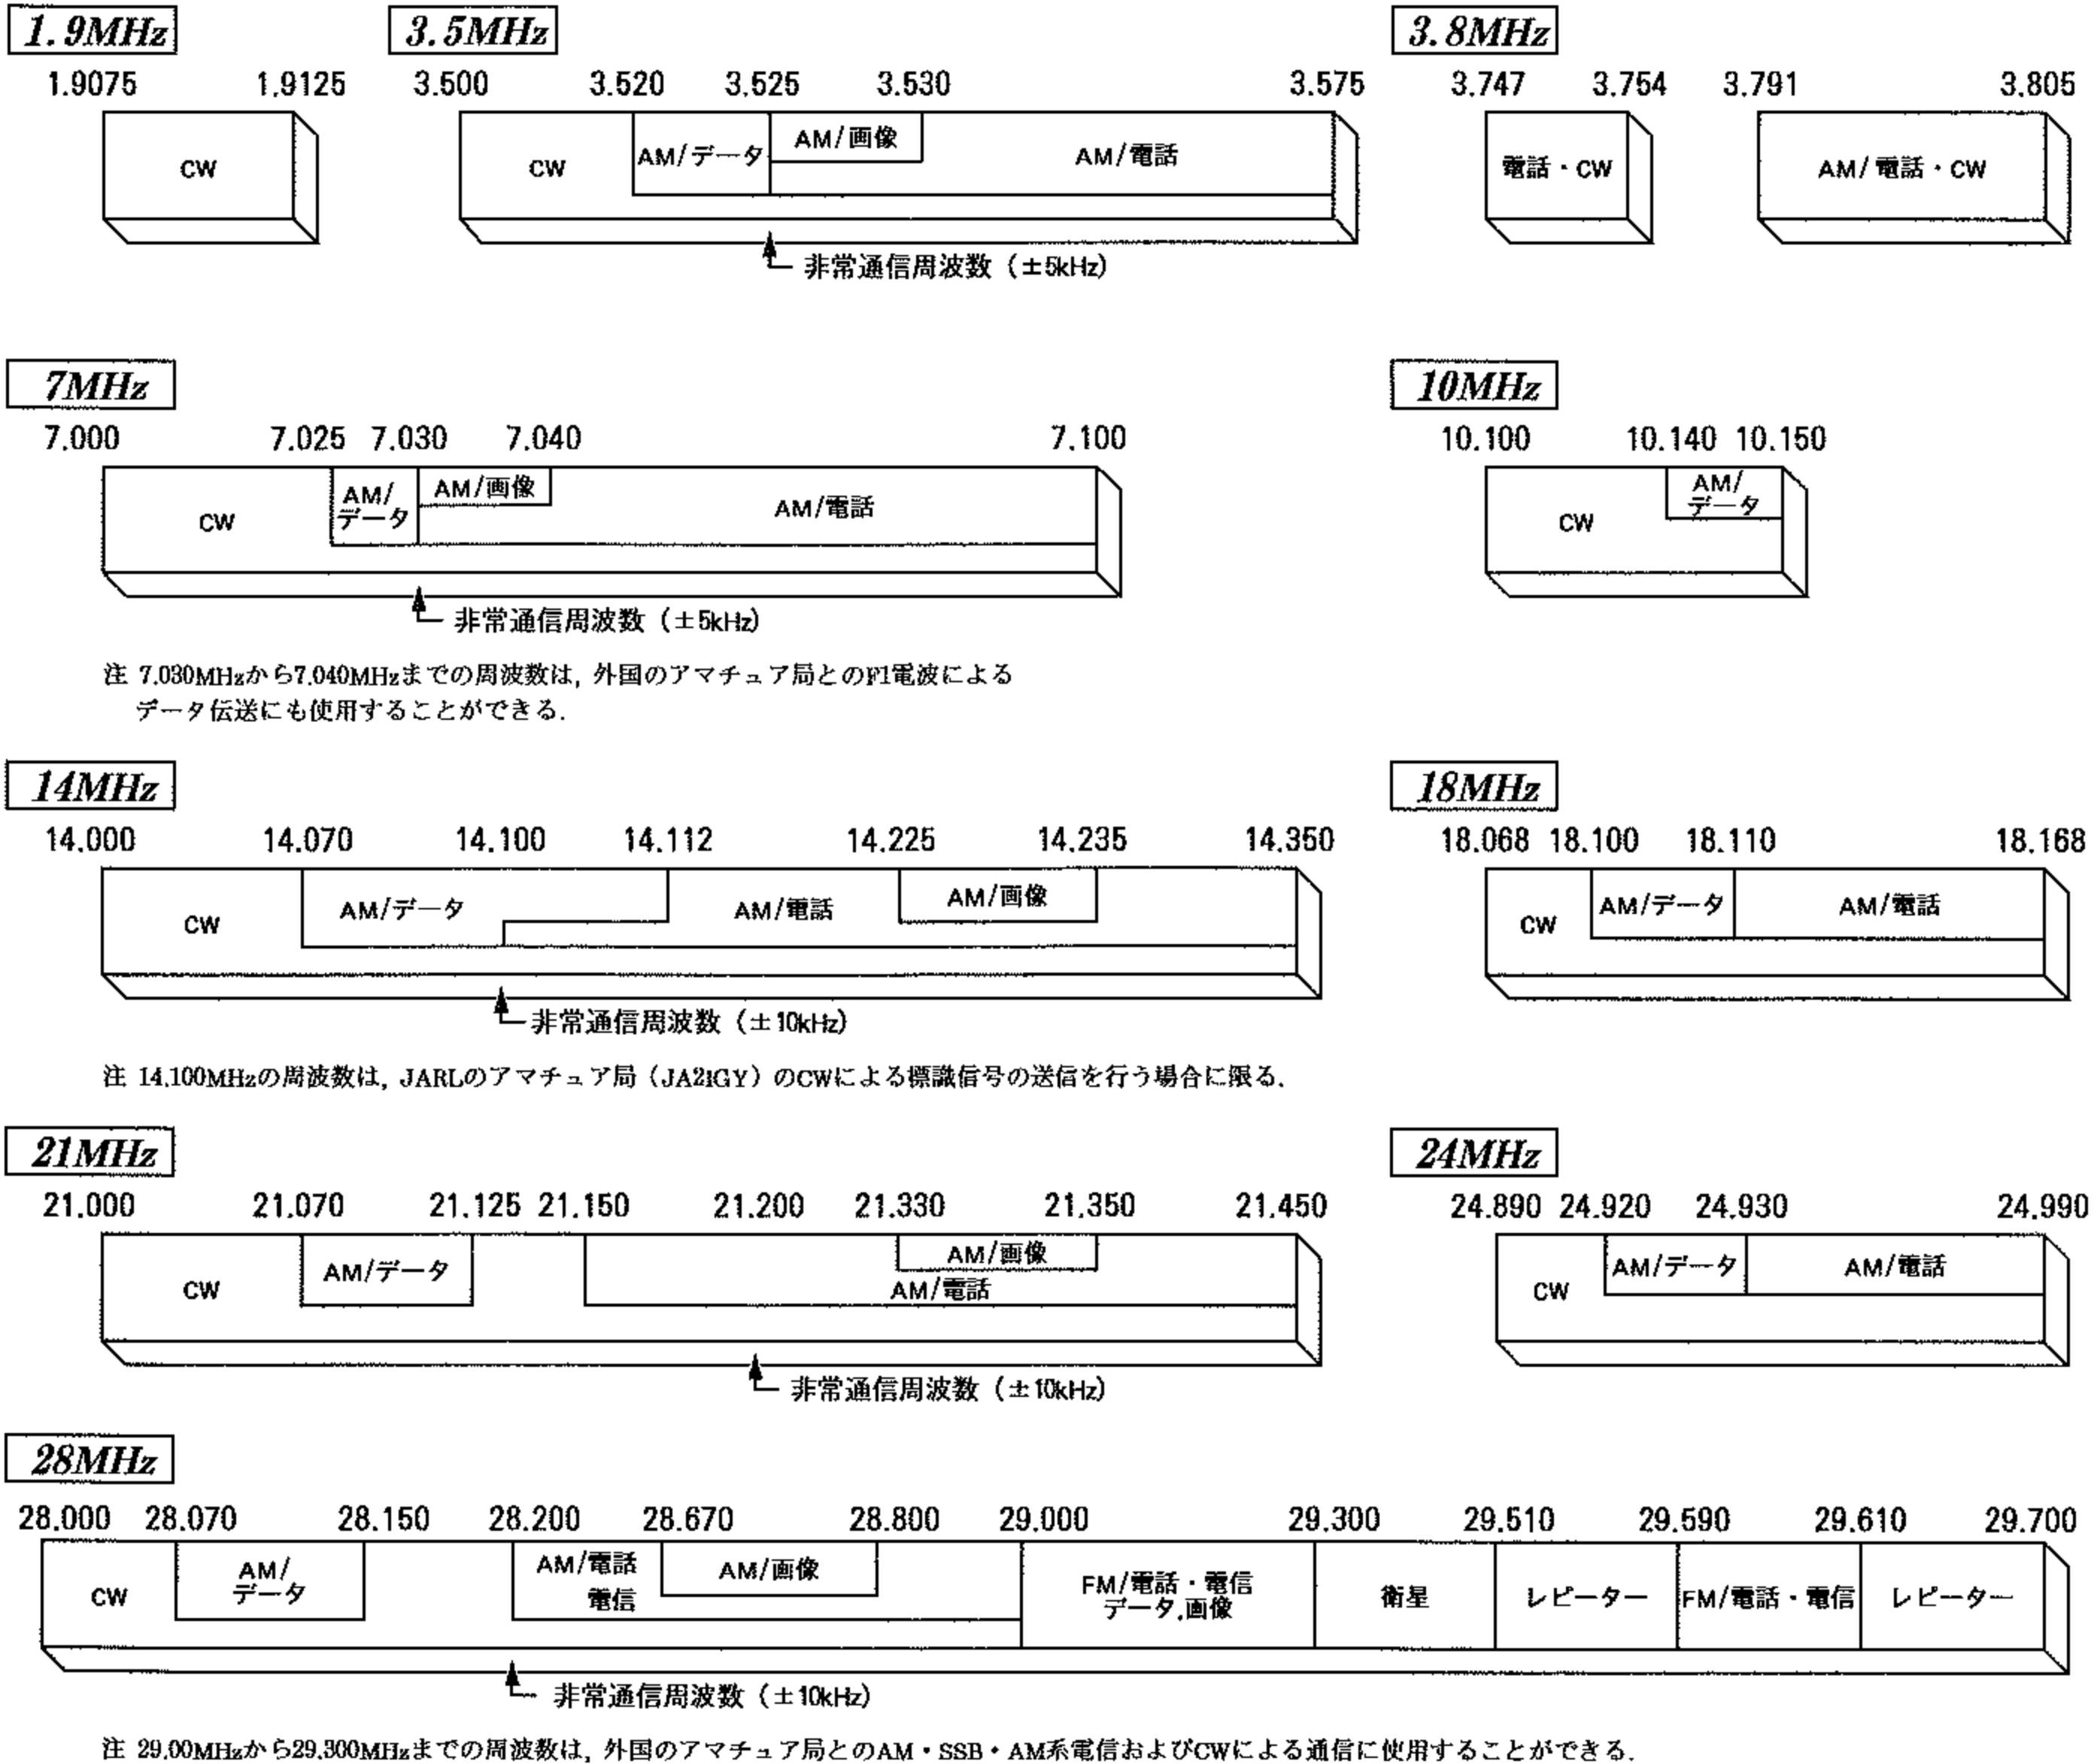 1.9MHz
3.5MHz
3.8MHz
1.9075 1.9125
3.500 3.520 3.525 3.530 3.575
3.747 3.754 3.791 3.805
CW
CW
AM/データ
AM/画像
AM/電話
電話・CW
AM/電話・CW
非常通信周波数(±5kHz)
7MHz
10MHz
7.000 7.025 7.030 7.040 7.100
10.100 10.140 10.150
CW
AM/
データ
AM/画像
AM/電話
CW
AM/
データ
非常通信周波数(±5kHz)
注 7.030MHzから7.040MHzまでの周波数は,外国のアマチュア局とのF1電波による
データ伝送にも使用することができる.
14MHz
18MHz
14.000 14.070 14.100 14.112 14.225 14.235 14.350
18.068 18.100 18.110 18.168
CW
AM/データ
AM/電話
AM/画像
CW
AM/データ
AM/電話
非常通信周波数(±10kHz)
注 14.100MHzの周波数は,JARLのアマチュア局(JA2IGY)のCWによる標識信号の送信を行う場合に限る.
21MHz
24MHz
21.000 21.070 21.125 21.150 21.200 21.330 21.350 21.450
24.890 24.920 24.930 24.990
CW
AM/データ
AM/画像
AM/電話
CW
AM/データ
AM/電話
非常通信周波数(±10kHz)
28MHz
28.000 28.070 28.150 28.200 28.670 28.800 29.000 29.300 29.510 29.590 29.610 29.700
CW
AM/
データ
AM/電話
電信
AM/画像
FM/電話・電信
データ,画像
衛星
レピーター
FM/電話・電信
レピーター
非常通信周波数(±10kHz)
注 29.00MHzから29.300MHzまでの周波数は,外国のアマチュア局とのAM・SSB・AM系電信およびCWによる通信に使用することができる.